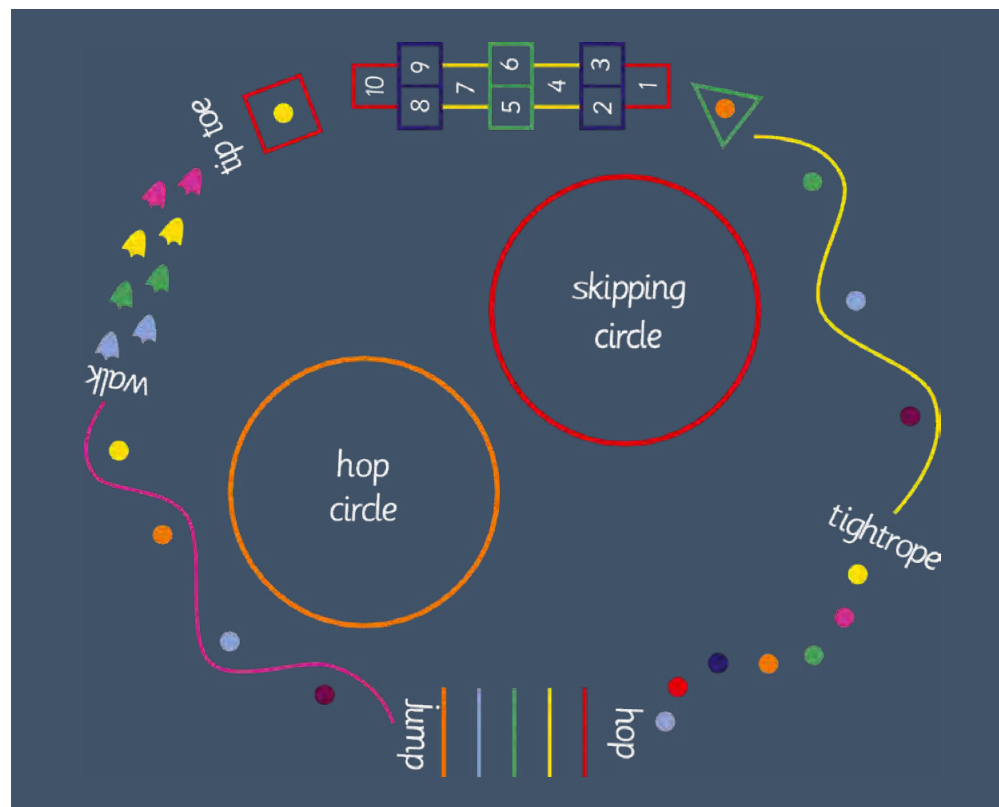 10
9
8
7
6
5
4
3
2
1
tip toe
skipping
circle
walk
hop
circle
tightrope
jump
hop